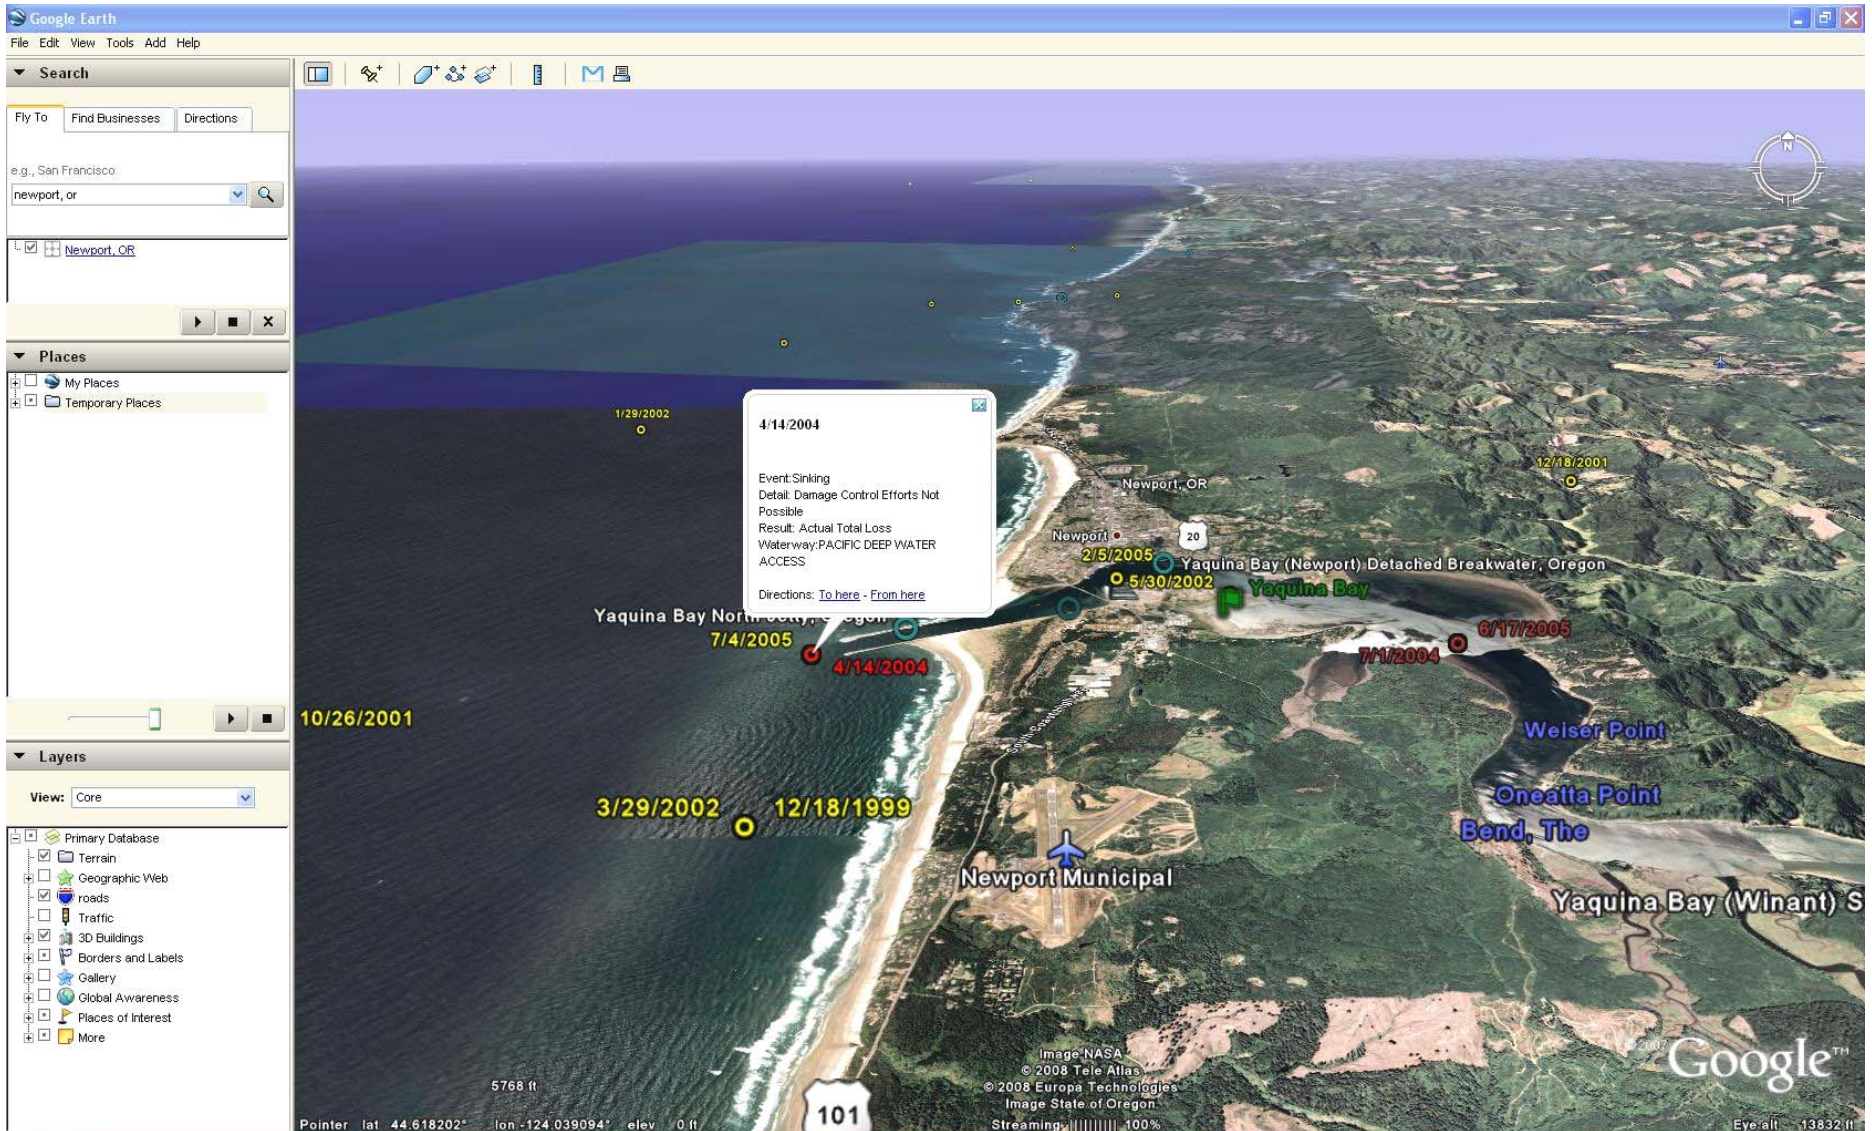 Google Earth
File Edit View Tools Add Help
Search
Fly To Find Businesses Directions
e.g., San Francisco
newport, or
Newport, OR
Places
My Places
Temporary Places
Layers
View: Core
Primary Database
Terrain
Geographic Web
roads
Traffic
3D Buildings
Borders and Labels
Gallery
Global Awareness
Places of Interest
More
N
1/29/2002
4/14/2004
Event:Sinking
Detail: Damage Control Efforts Not
Possible
Result: Actual Total Loss
Waterway:PACIFIC DEEP WATER
ACCESS
Directions: To here - From here
12/18/2001
Newport, OR
Newport
20
2/5/2005
Yaquina Bay (Newport) Detached Breakwater, Oregon
5/30/2002
Yaquina Bay
Yaquina Bay North Jetty, Oregon
7/4/2005
4/14/2004
6/17/2005
7/1/2004
10/26/2001
Weiser Point
3/29/2002
12/18/1999
Oneatta Point
Bend, The
Newport Municipal
Yaquina Bay (Winant) S
Image NASA
© 2008 Tele Atlas
© 2008 Europa Technologies
Image State of Oregon
© 2007 Google™
5768 ft
101
Pointer lat 44.618202° lon -124.039094° elev 0 ft
Streaming |||||||||| 100%
Eye alt 13832 ft